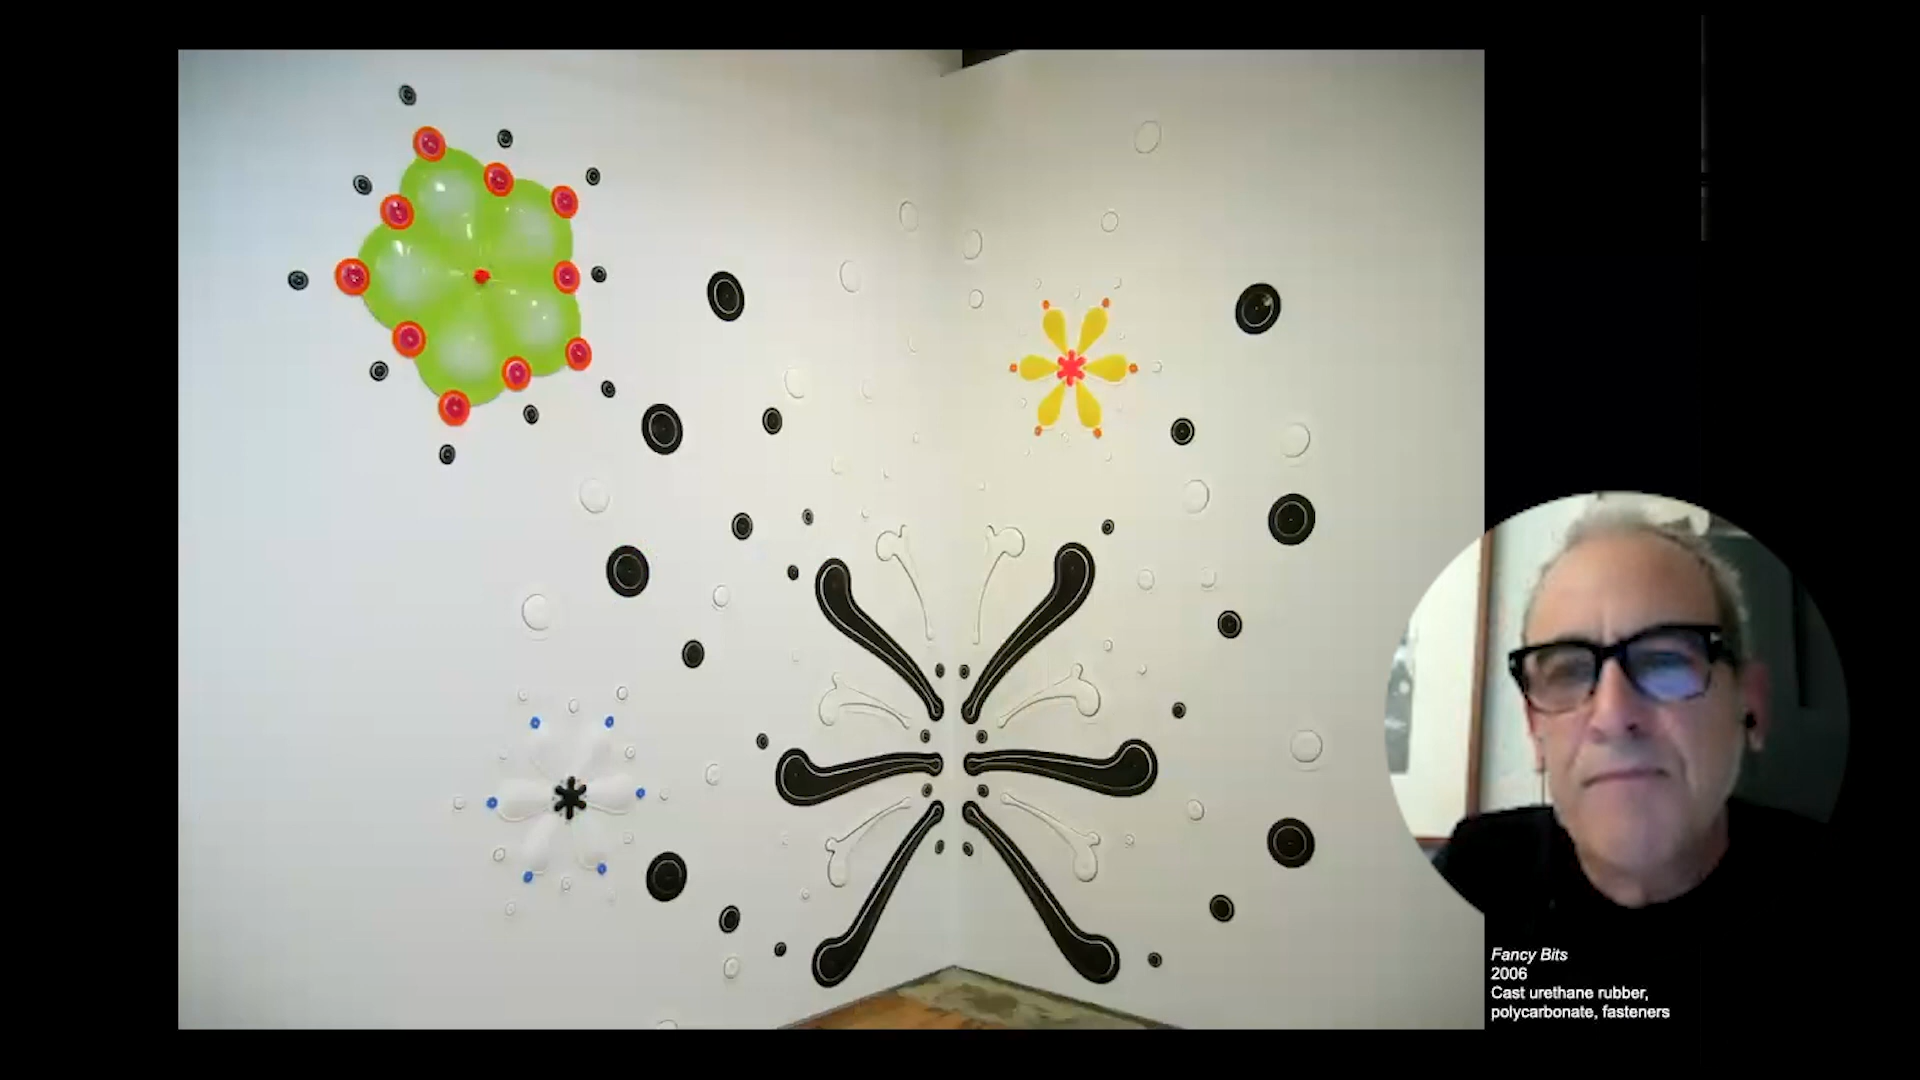 Fancy Bits
2006
Cast urethane rubber,
polycarbonate, fasteners